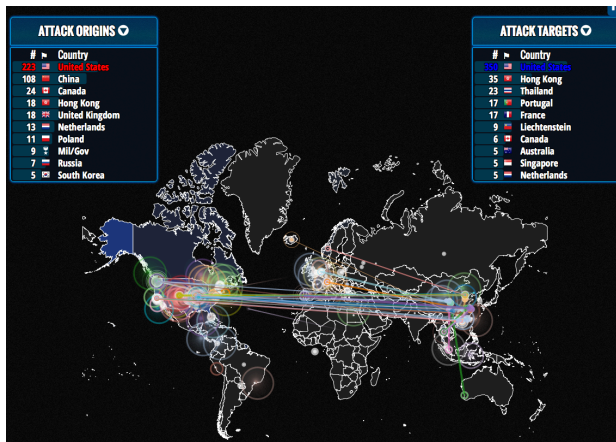 ATTACK ORIGINS
# Country
223 United States
108 China
24 Canada
18 Hong Kong
18 United Kingdom
13 Netherlands
11 Poland
9 Mil/Gov
7 Russia
5 South Korea
ATTACK TARGETS
# Country
United States
35 Hong Kong
23 Thailand
17 Portugal
17 France
9 Liechtenstein
6 Canada
5 Australia
5 Singapore
5 Netherlands